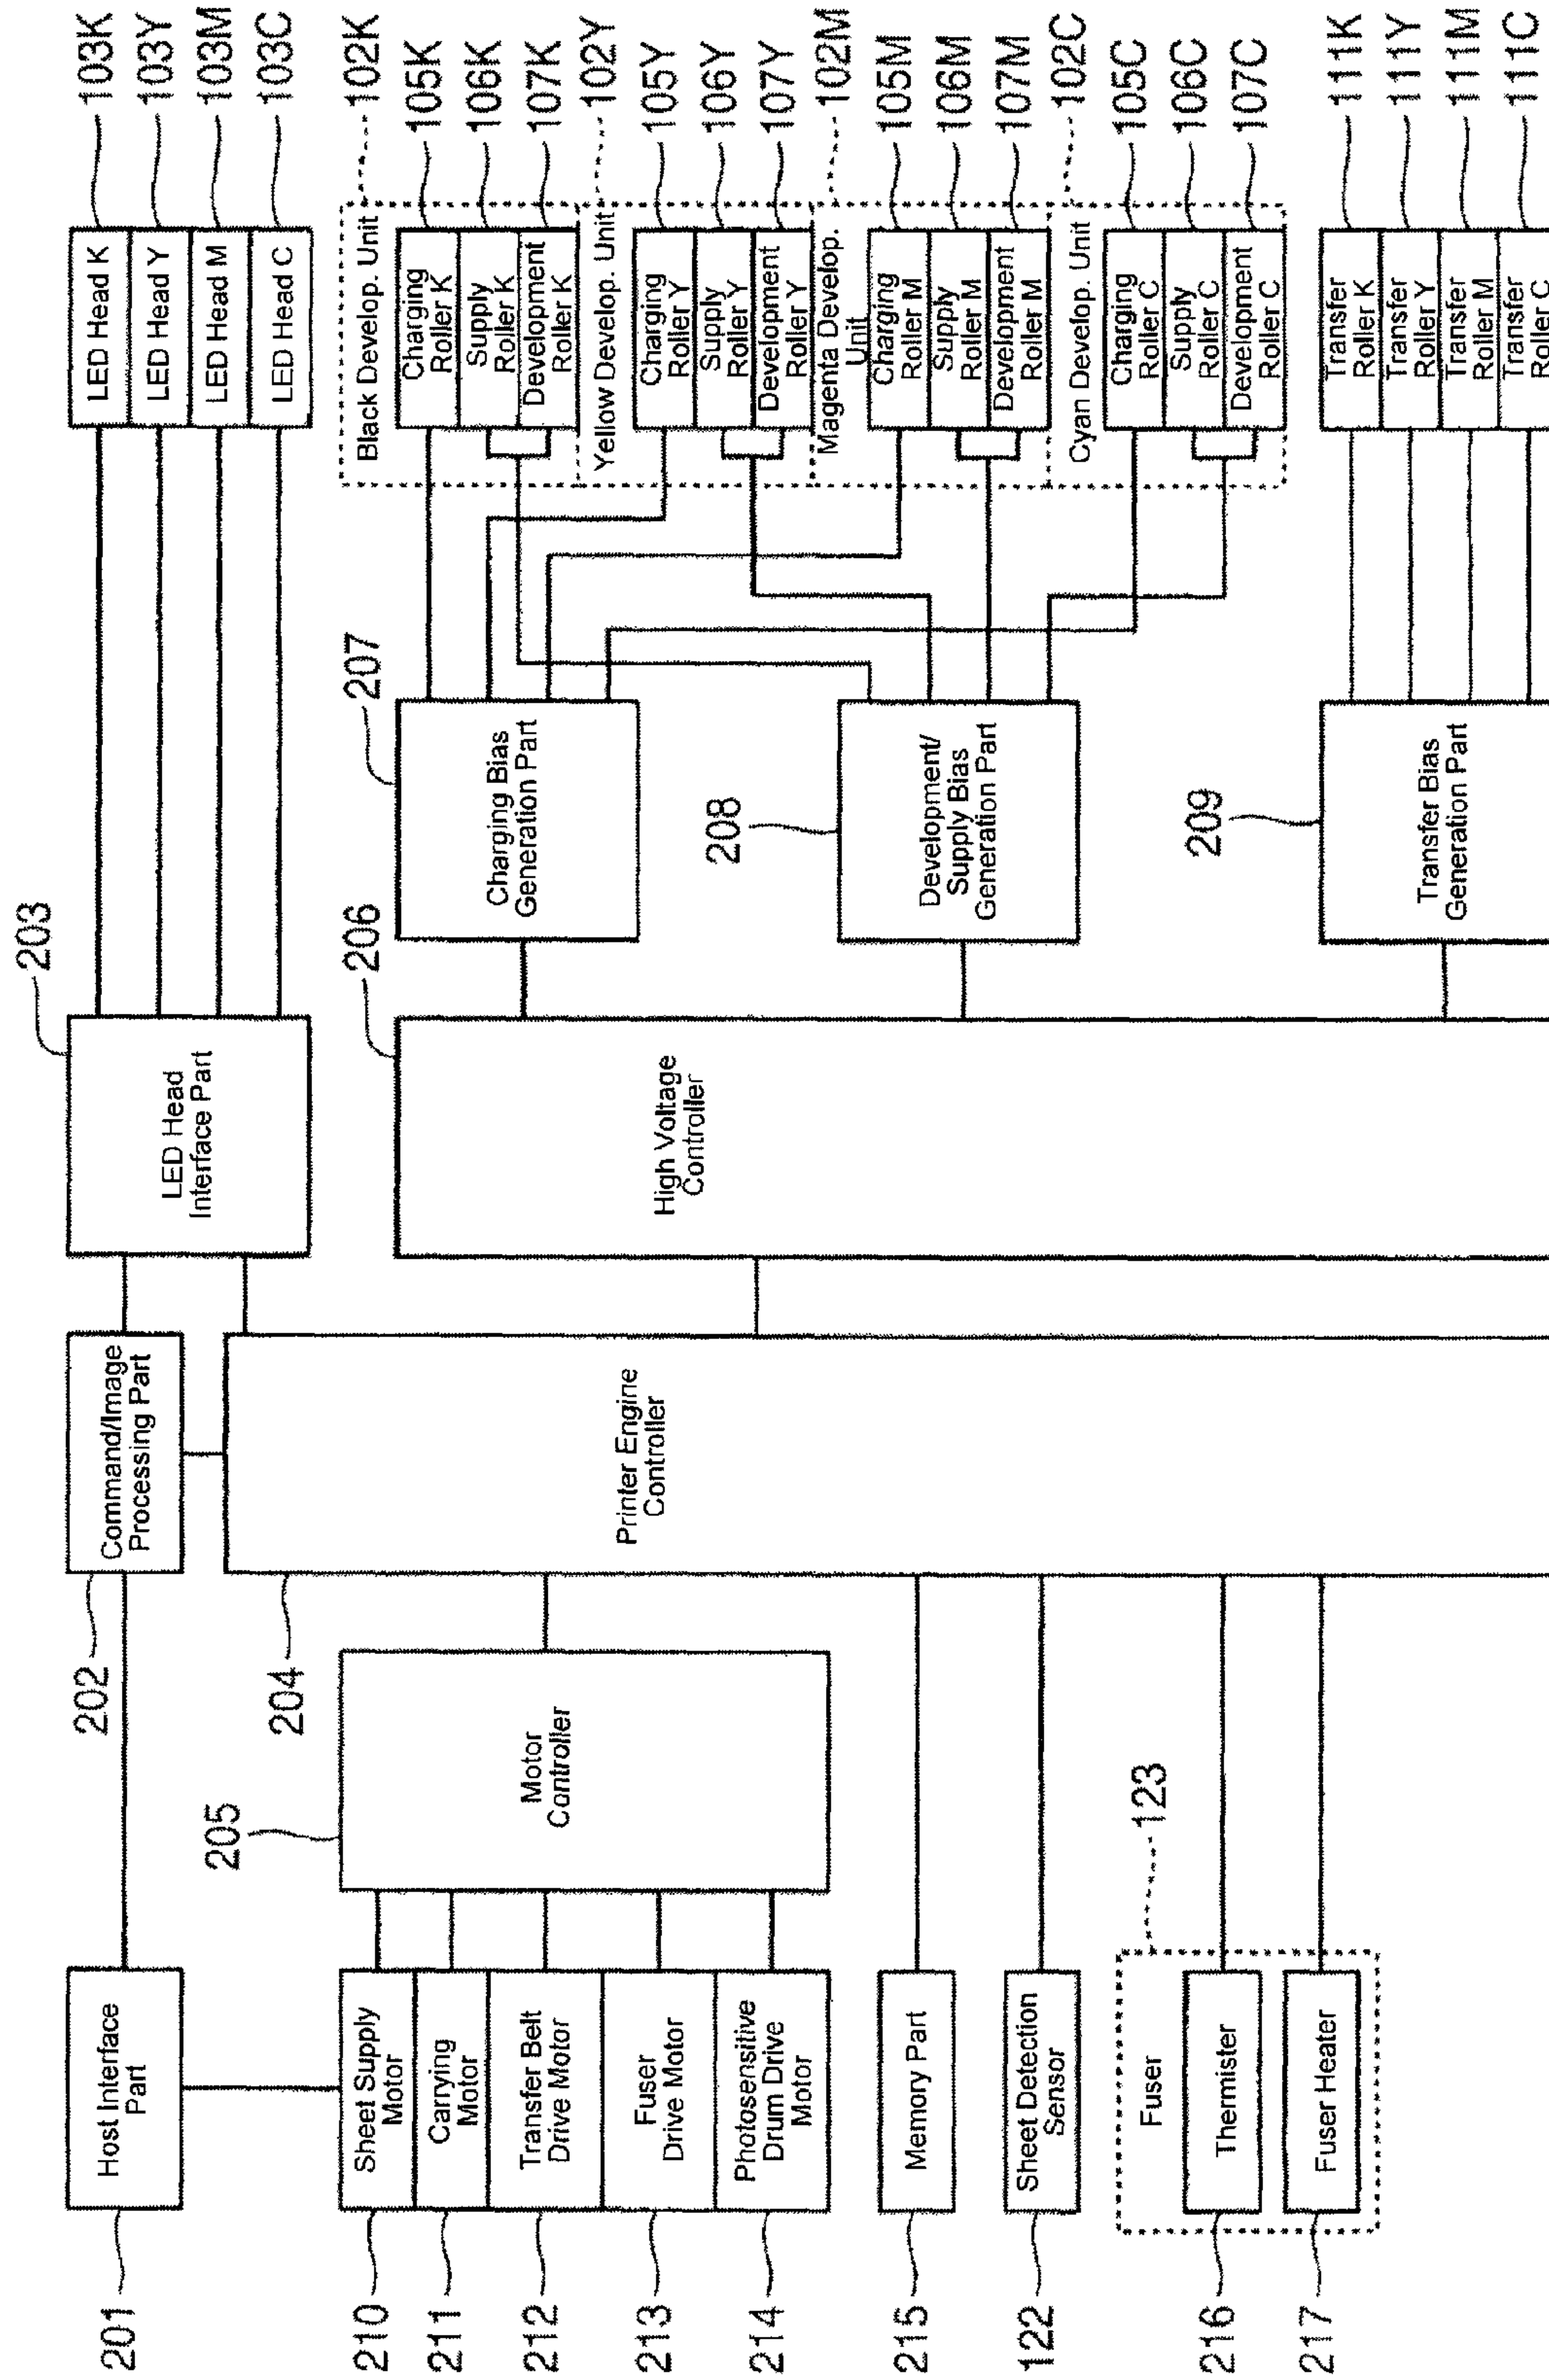 201
Host Interface
Part
202
Command/Image
Processing Part
203
LED Head
Interface Part
LED Head K
103K
LED Head Y
103Y
LED Head M
103M
LED Head C
103C
204
Printer Engine
Controller
205
Motor
Controller
210
Sheet Supply
Motor
211
Carrying
Motor
212
Transfer Belt
Drive Motor
213
Fuser
Drive Motor
214
Photosensitive
Drum Drive
Motor
215
Memory Part
122
Sheet Detection
Sensor
123
Fuser
216
Themister
217
Fuser Heater
206
High Voltage
Controller
207
Charging Bias
Generation Part
208
Development/
Supply Bias
Generation Part
209
Transfer Bias
Generation Part
Black Develop. Unit
102K
Charging
Roller K
105K
Supply
Roller K
106K
Development
Roller K
107K
Yellow Develop. Unit
102Y
Charging
Roller Y
105Y
Supply
Roller Y
106Y
Development
Roller Y
107Y
Magenta Develop.
Unit
102M
Charging
Roller M
105M
Supply
Roller M
106M
Development
Roller M
107M
Cyan Develop. Unit
102C
Charging
Roller C
105C
Supply
Roller C
106C
Development
Roller C
107C
Transfer
Roller K
111K
Transfer
Roller Y
111Y
Transfer
Roller M
111M
Transfer
Roller C
111C